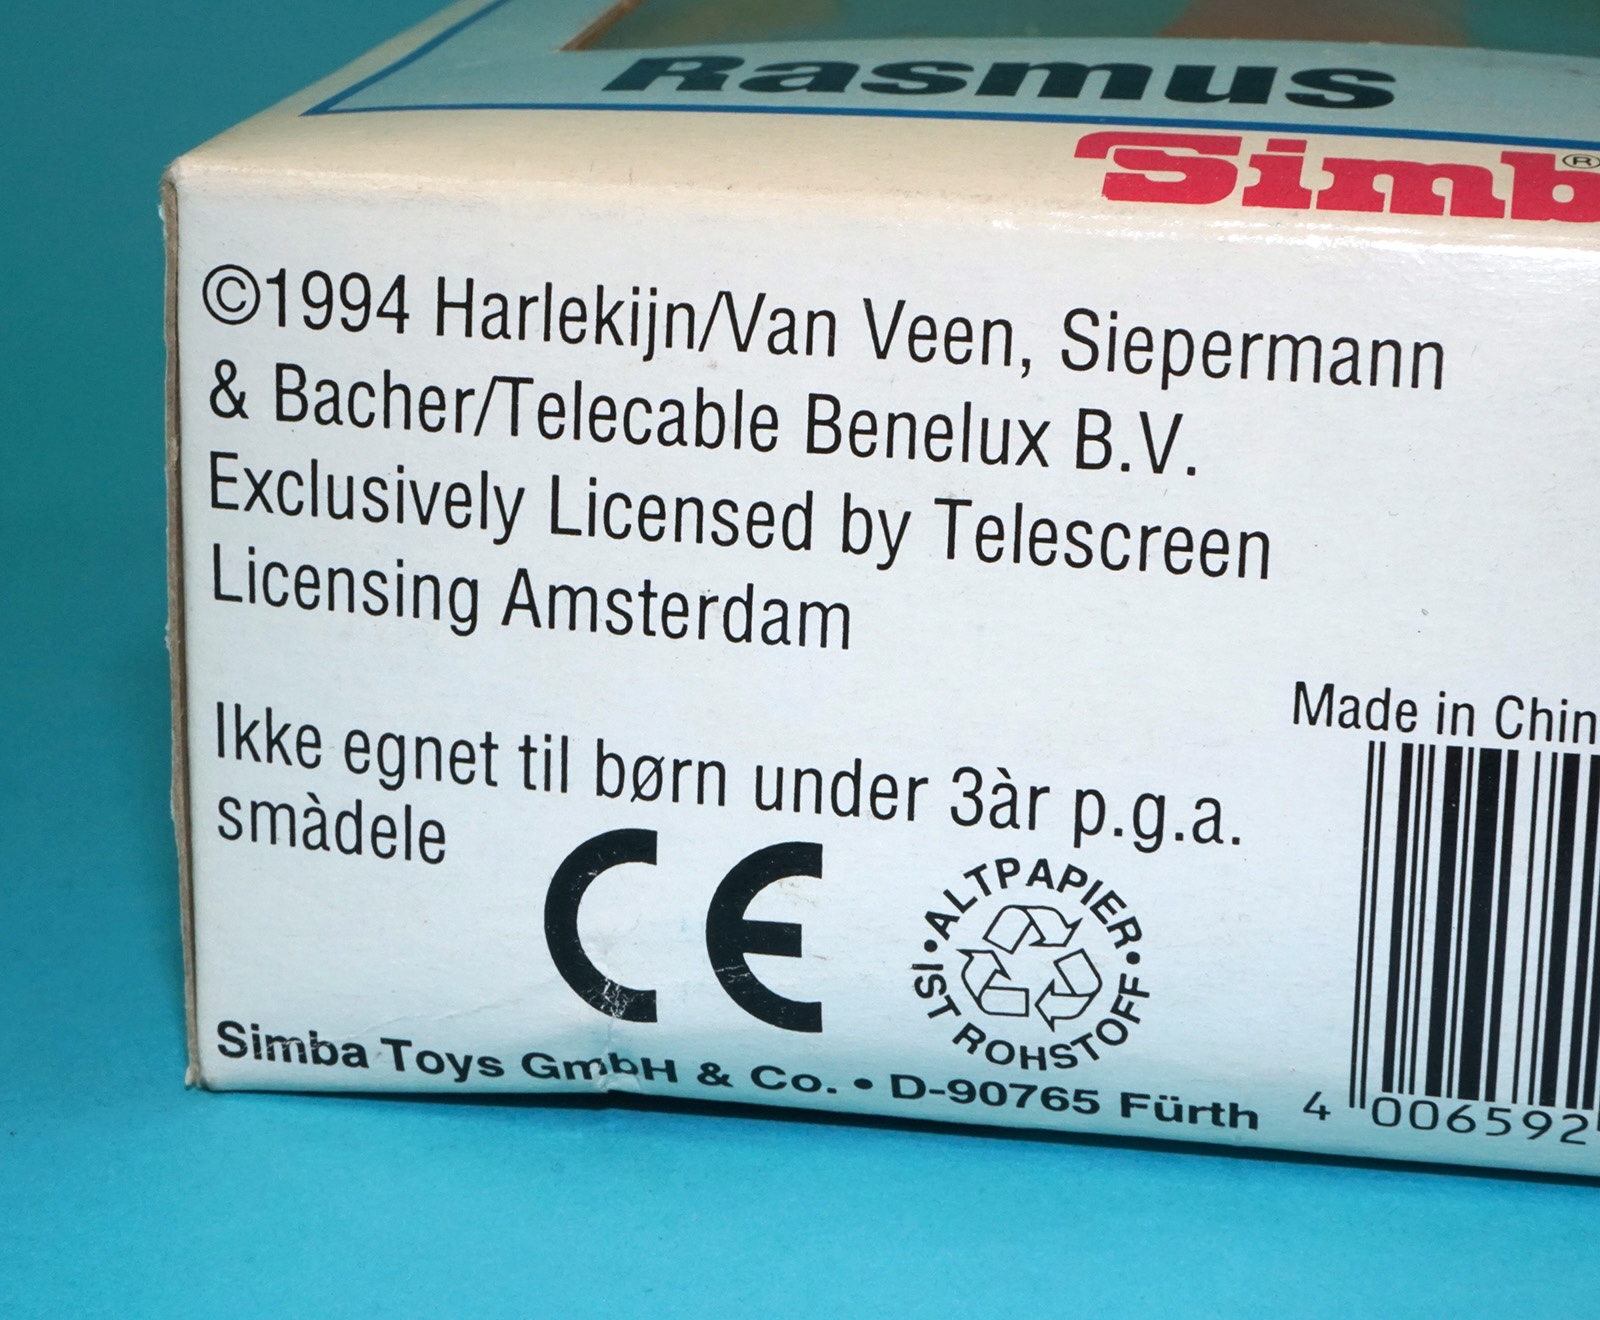 Rasmus
Simb®
©1994 Harlekijn/Van Veen, Siepermann
& Bacher/Telecable Benelux B.V.
Exclusively Licensed by Telescreen
Licensing Amsterdam
Ikke egnet til børn under 3àr p.g.a.
smàdele
CE
• ALTPAPIER •
IST ROHSTOFF
Simba Toys GmbH & Co. • D-90765 Fürth
Made in Chin
4 006592